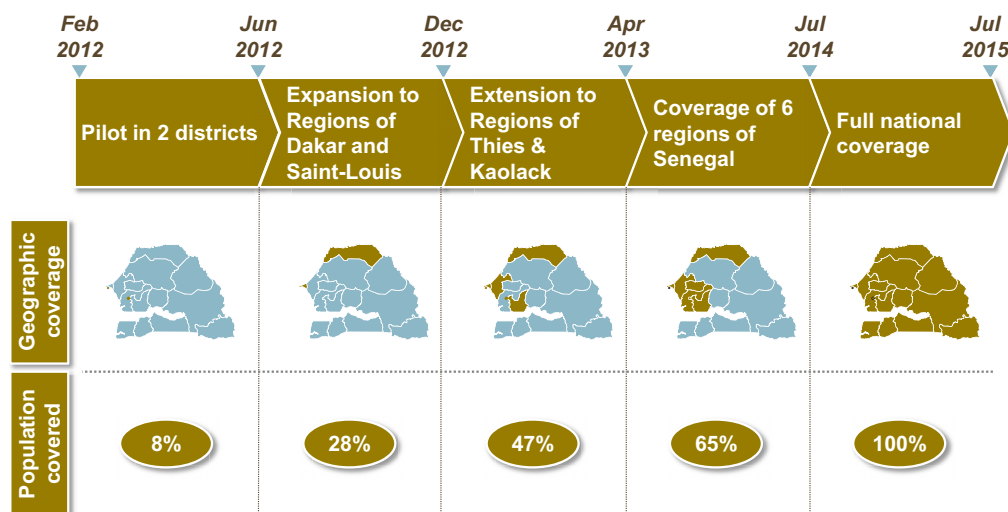 Feb
2012
Jun
2012
Dec
2012
Apr
2013
Jul
2014
Jul
2015
Pilot in 2 districts
Expansion to
Regions of
Dakar and
Saint-Louis
Extension to
Regions of
Thies &
Kaolack
Coverage of 6
regions of
Senegal
Full national
coverage
Geographic
coverage
Population
covered
8%
28%
47%
65%
100%